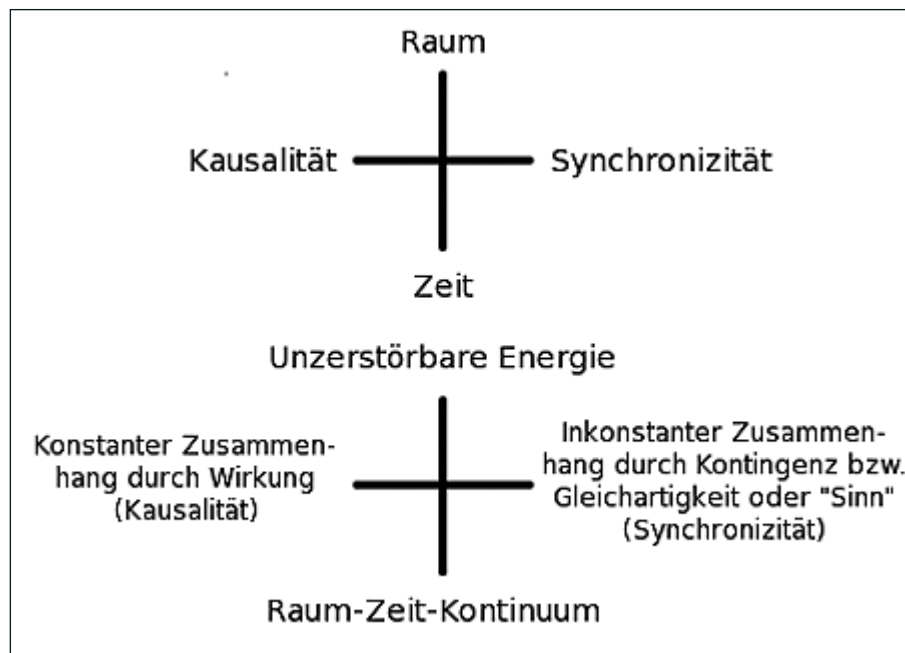 Raum
Kausalität
Synchronizität
Zeit
Unzerstörbare Energie
Konstanter Zusammen-
hang durch Wirkung
(Kausalität)
Inkonstanter Zusammen-
hang durch Kontingenz bzw.
Gleichartigkeit oder "Sinn"
(Synchronizität)
Raum-Zeit-Kontinuum